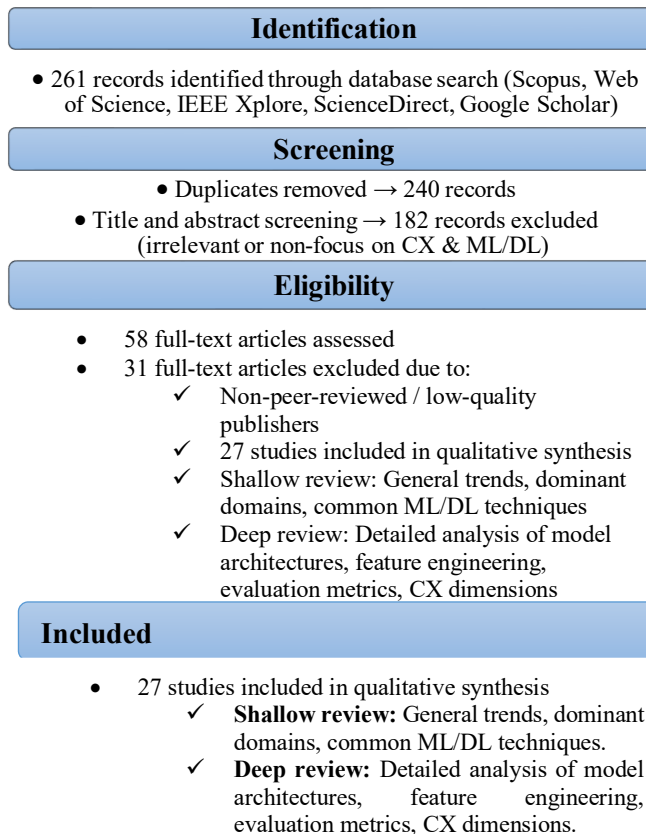 Identification
● 261 records identified through database search (Scopus, Web
of Science, IEEE Xplore, ScienceDirect, Google Scholar)
Screening
● Duplicates removed → 240 records
● Title and abstract screening → 182 records excluded
(irrelevant or non-focus on CX & ML/DL)
Eligibility
● 58 full-text articles assessed
● 31 full-text articles excluded due to:
✓ Non-peer-reviewed / low-quality
publishers
✓ 27 studies included in qualitative synthesis
✓ Shallow review: General trends, dominant
domains, common ML/DL techniques
✓ Deep review: Detailed analysis of model
architectures, feature engineering,
evaluation metrics, CX dimensions
Included
● 27 studies included in qualitative synthesis
✓ Shallow review: General trends, dominant
domains, common ML/DL techniques.
✓ Deep review: Detailed analysis of model
architectures, feature engineering,
evaluation metrics, CX dimensions.